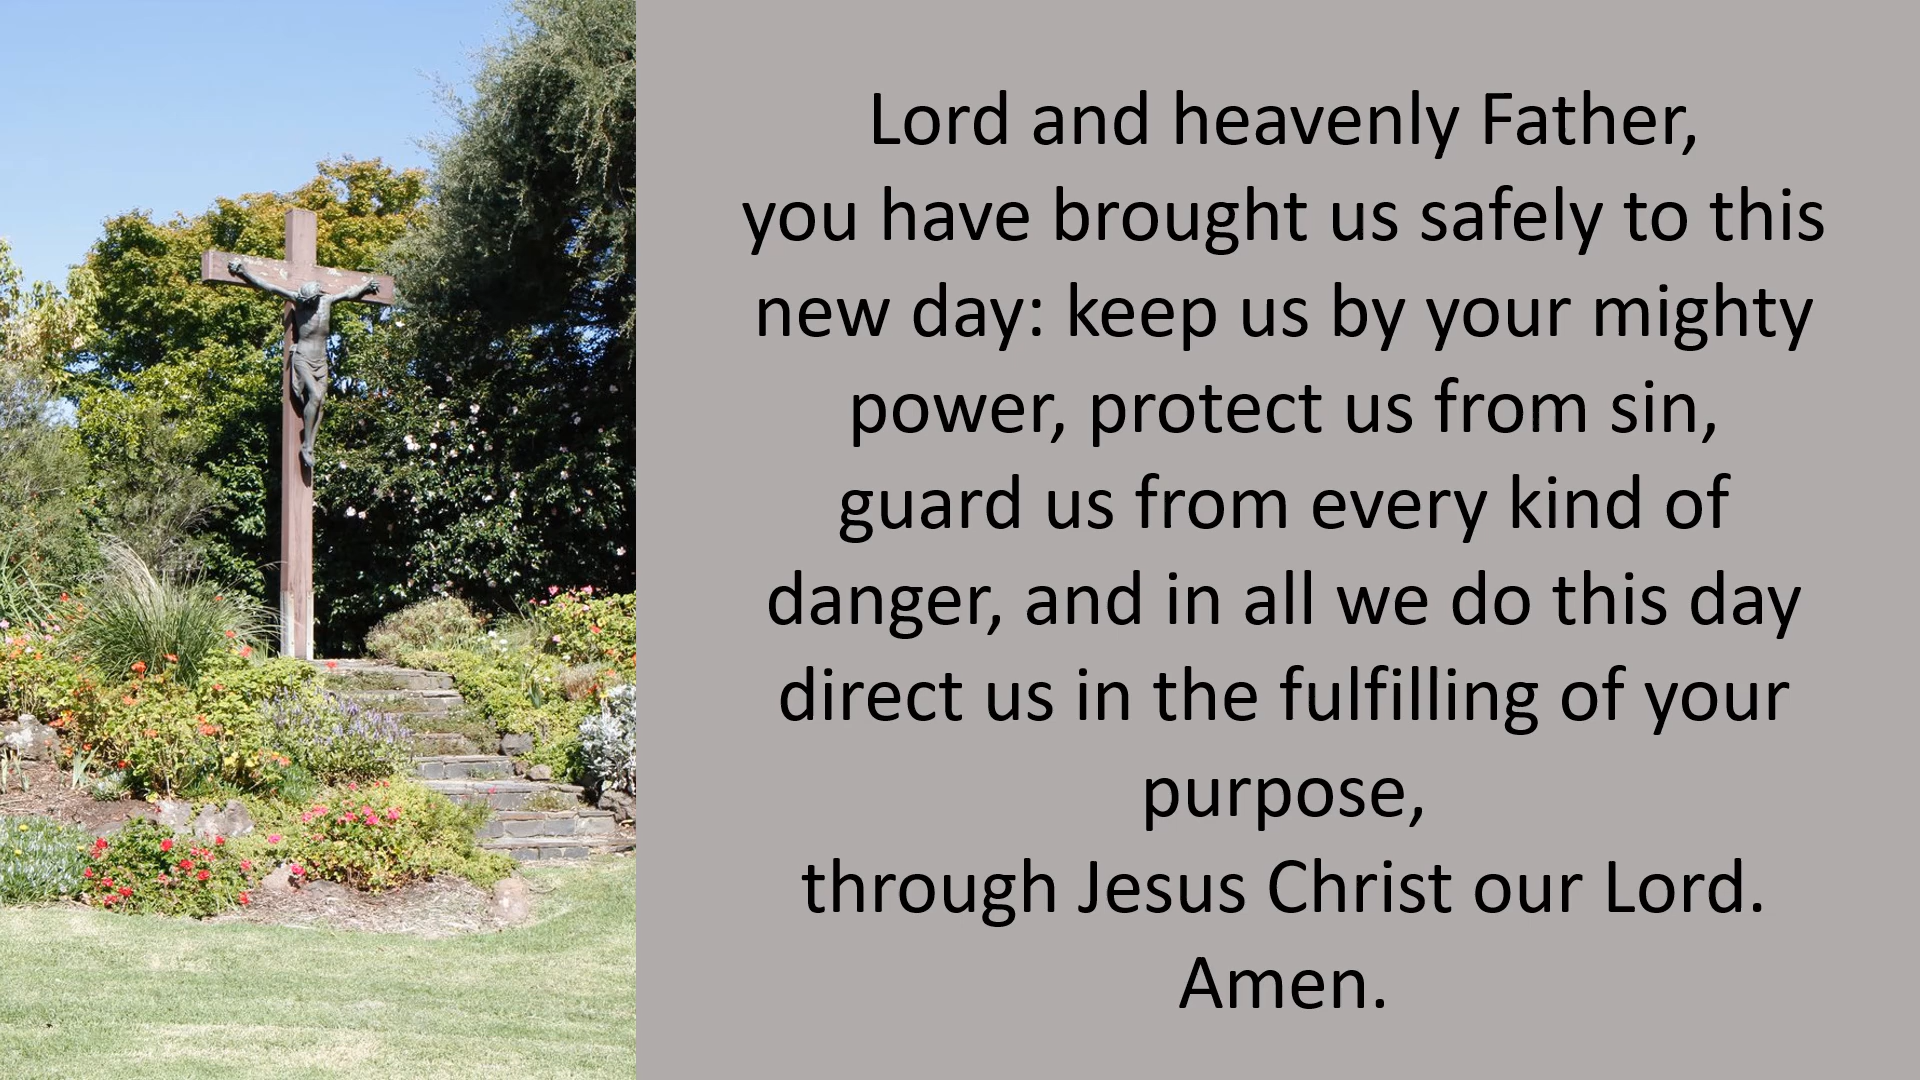 Lord and heavenly Father,
you have brought us safely to this
new day: keep us by your mighty
power, protect us from sin,
guard us from every kind of
danger, and in all we do this day
direct us in the fulfilling of your
purpose,
through Jesus Christ our Lord.
Amen.